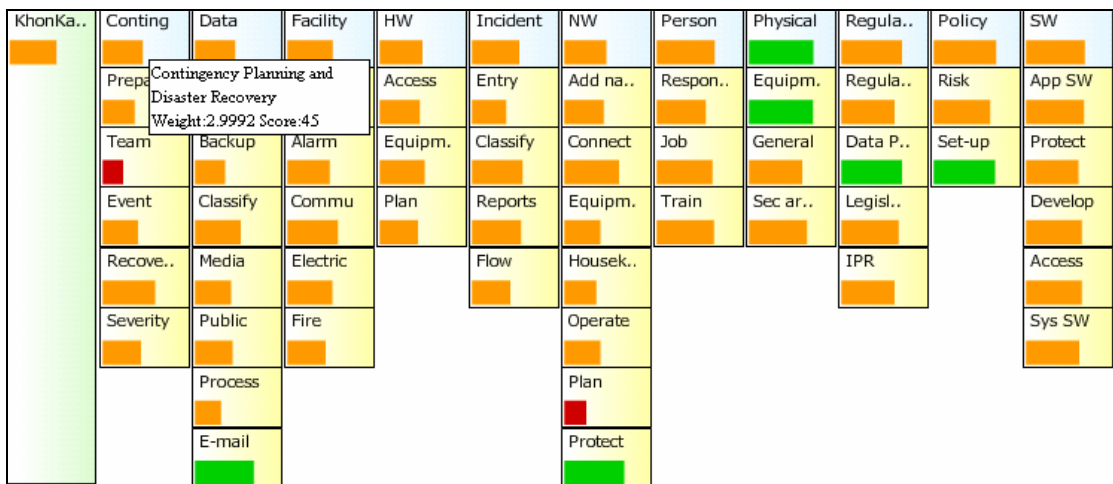 KhonKa.. Conting Data Facility HW Incident NW Person Physical Regula.. Policy SW
Prepa Access Entry Add na.. Respon.. Equipm. Regula.. Risk App SW
Contingency Planning and
Disaster Recovery
Weight:2.9992 Score:45
Team Backup Alarm Equipm. Classify Connect Job General Data P.. Set-up Protect
Event Classify Commu Plan Reports Equipm. Train Sec ar.. Legisl.. Develop
Recove.. Media Electric Flow Housek.. IPR Access
Severity Public Fire Operate Sys SW
Process Plan
E-mail Protect